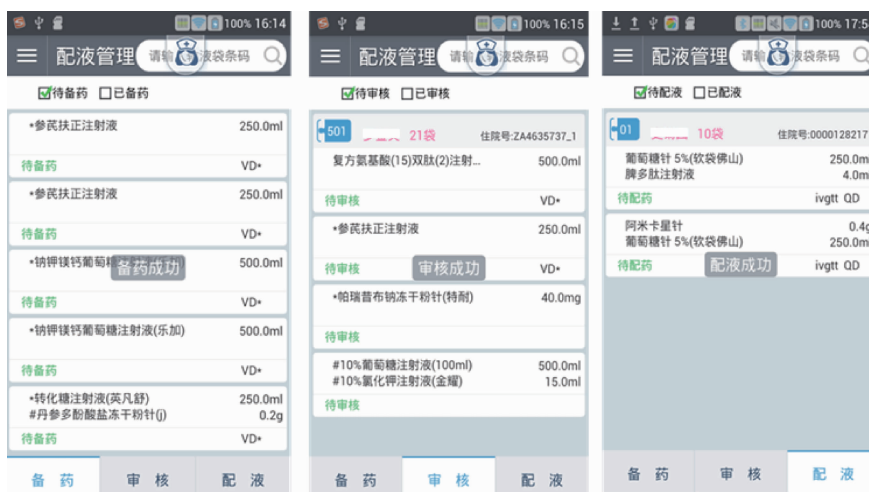 100% 16:14
配液管理 请输 液袋条码
待备药 已备药
*参芪扶正注射液 250.0ml
待备药 VD*
*参芪扶正注射液 250.0ml
待备药 VD*
*钠钾镁钙葡萄 500.0ml
备药成功
待备药 VD*
*钠钾镁钙葡萄糖注射液(乐加) 500.0ml
待备药 VD*
*转化糖注射液(英凡舒) 250.0ml
#丹参多酚酸盐冻干粉针(j) 0.2g
待备药 VD*
备 药 审 核 配 液
100% 16:15
配液管理 请输 液袋条码
待审核 已审核
501 21袋 住院号:ZA4635737_1
复方氨基酸(15)双肽(2)注射... 500.0ml
待审核 VD*
*参芪扶正注射液 250.0ml
待审核 审核成功 VD*
*帕瑞昔布钠冻干粉针(特耐) 40.0mg
待审核
#10%葡萄糖注射液(100ml) 500.0ml
#10%氯化钾注射液(金耀) 15.0ml
待审核
备 药 审 核 配 液
100% 17:5
配液管理 请输 液袋条码
待配液 已配液
01 10袋 住院号:0000128217
葡萄糖针 5%(软袋佛山) 250.0m
脾多肽注射液 4.0m
待配药 ivgtt QD
阿米卡星针 0.4g
葡萄糖针 5%(软袋佛山) 250.0m
待配药 配液成功 ivgtt QD
备 药 审 核 配 液